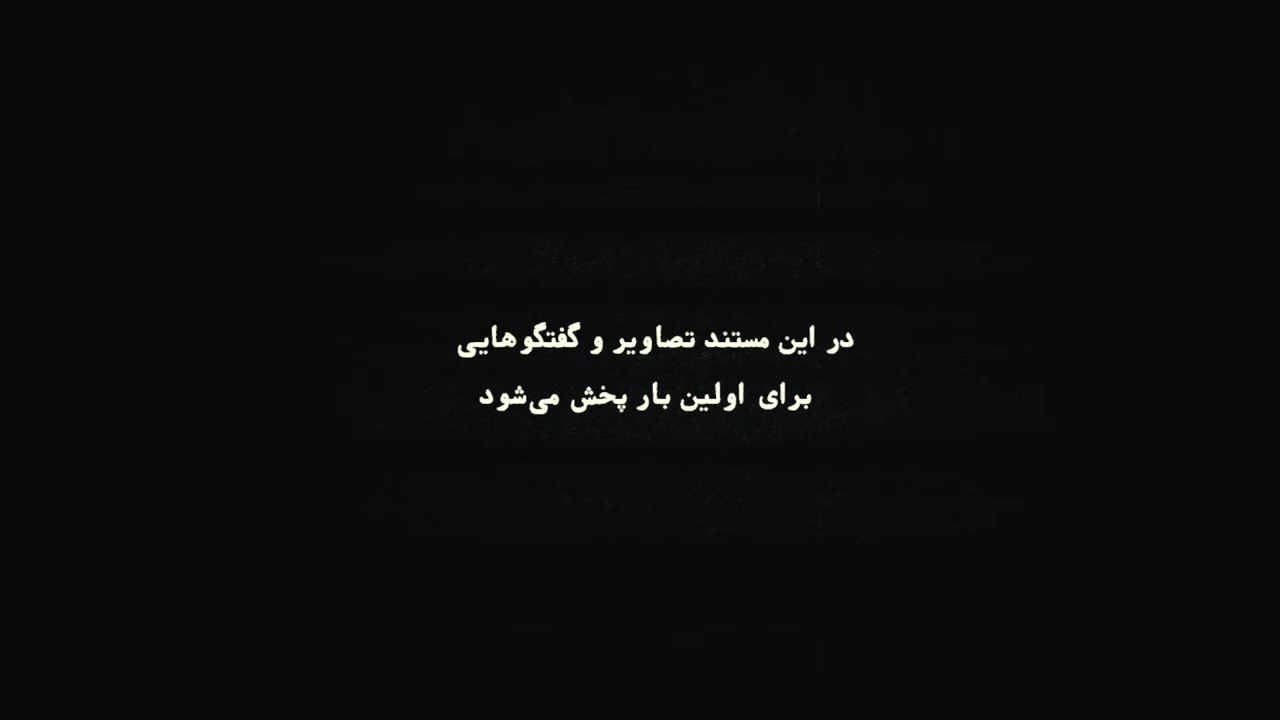 در این مستند تصاویر و گفتگوهایی
برای اولین بار پخش می‌شود